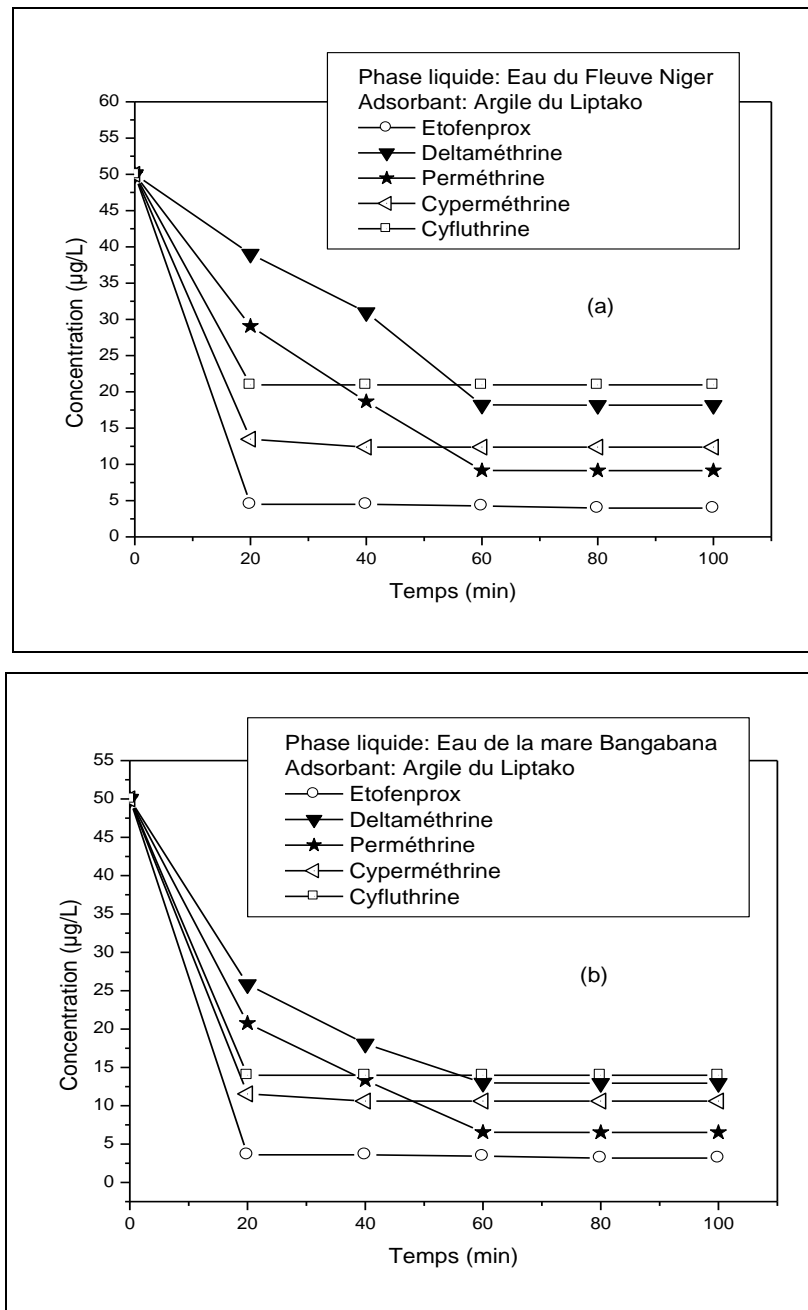 Phase liquide: Eau du Fleuve Niger
Adsorbant: Argile du Liptako
Etofenprox
Deltaméthrine
Perméthrine
Cyperméthrine
Cyfluthrine
60
55
50
45
40
35
30
25
20
15
10
5
0
Concentration (µg/L)
(a)
0 20 40 60 80 100
Temps (min)
Phase liquide: Eau de la mare Bangabana
Adsorbant: Argile du Liptako
Etofenprox
Deltaméthrine
Perméthrine
Cyperméthrine
Cyfluthrine
55
50
45
40
35
30
25
20
15
10
5
0
Concentration (µg/L)
(b)
0 20 40 60 80 100
Temps (min)